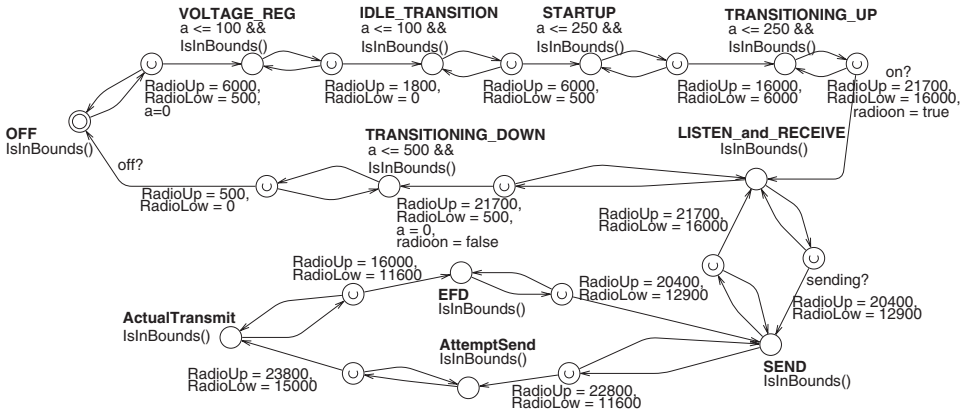 VOLTAGE_REG
a <= 100 &&
IsInBounds()
IDLE_TRANSITION
a <= 100 &&
IsInBounds()
STARTUP
a <= 250 &&
IsInBounds()
TRANSITIONING_UP
a <= 250 &&
IsInBounds()
RadioUp = 6000,
RadioLow = 500,
a=0
RadioUp = 1800,
RadioLow = 0
RadioUp = 6000,
RadioLow = 500
RadioUp = 16000,
RadioLow = 6000
on?
RadioUp = 21700,
RadioLow = 16000,
radioon = true
OFF
IsInBounds()
off?
TRANSITIONING_DOWN
a <= 500 &&
IsInBounds()
LISTEN_and_RECEIVE
IsInBounds()
RadioUp = 500,
RadioLow = 0
RadioUp = 21700,
RadioLow = 500,
a = 0,
radioon = false
RadioUp = 21700,
RadioLow = 16000
sending?
RadioUp = 20400,
RadioLow = 12900
RadioUp = 16000,
RadioLow = 11600
EFD
IsInBounds()
RadioUp = 20400,
RadioLow = 12900
ActualTransmit
IsInBounds()
AttemptSend
IsInBounds()
SEND
IsInBounds()
RadioUp = 23800,
RadioLow = 15000
RadioUp = 22800,
RadioLow = 11600